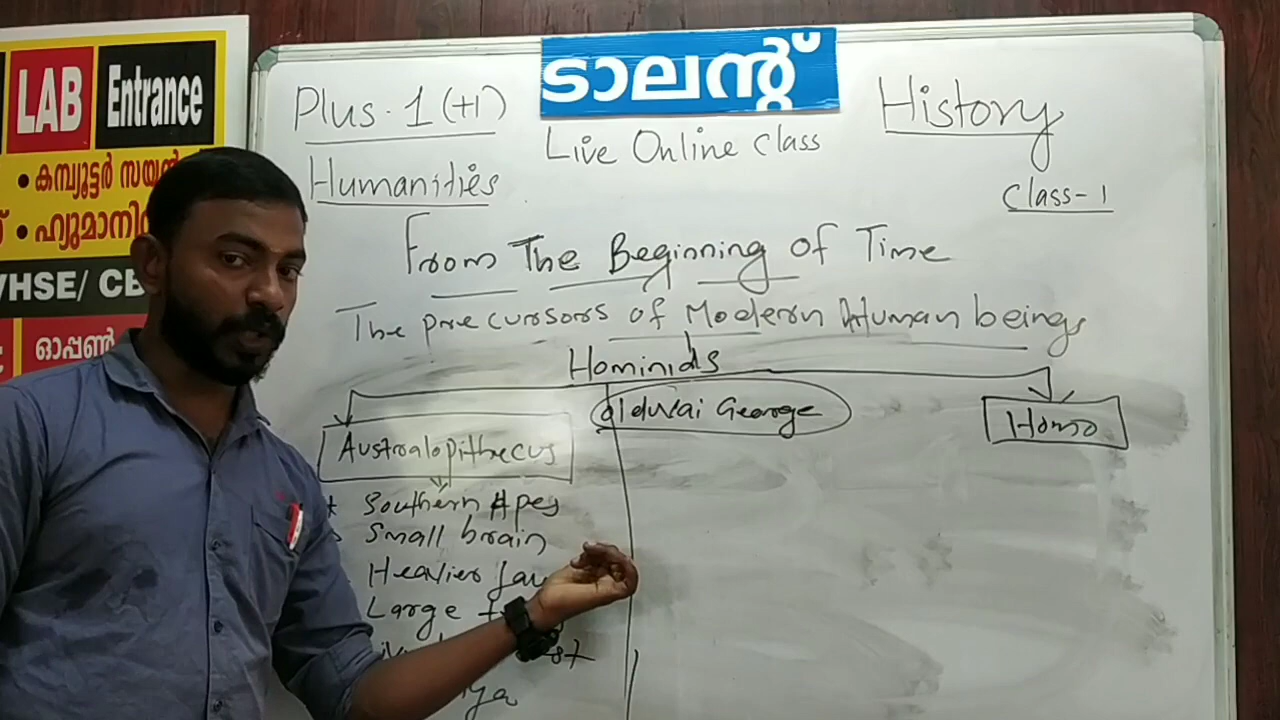 LAB Entrance
• കമ്പ്യൂട്ടർ
• ഹ്യുമാനി
VHSE/ CB
ഓപ്പൺ
ടാലന്റ്
Plus. 1 (+1)
Humanities
Live Online Class
History
Class-1
From The Beginning of Time
The precursors of Modern Human beings
Hominids
olduvai George
Australopithecus
Homo
* Southern Apes
Small brain
Heavier
Large